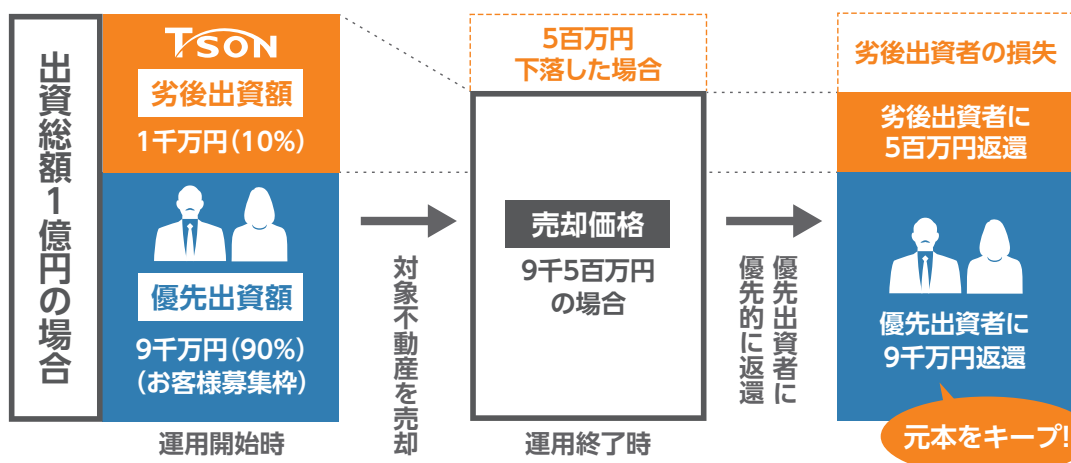 出資総額1億円の場合
TSON
劣後出資額
1千万円(10%)
優先出資額
9千万円(90%)
(お客様募集枠)
運用開始時
対象不動産を売却
5百万円
下落した場合
売却価格
9千5百万円
の場合
運用終了時
優先出資者に
優先的に返還
劣後出資者の損失
劣後出資者に
5百万円返還
優先出資者に
9千万円返還
元本をキープ!